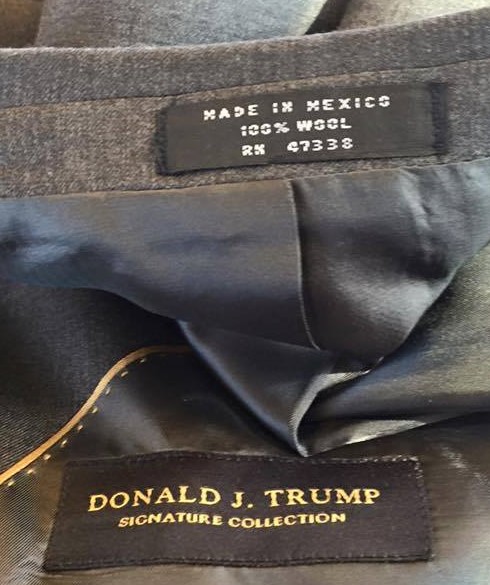 MADE IN MEXICO
100% WOOL
RN 47338
DONALD J. TRUMP
SIGNATURE COLLECTION